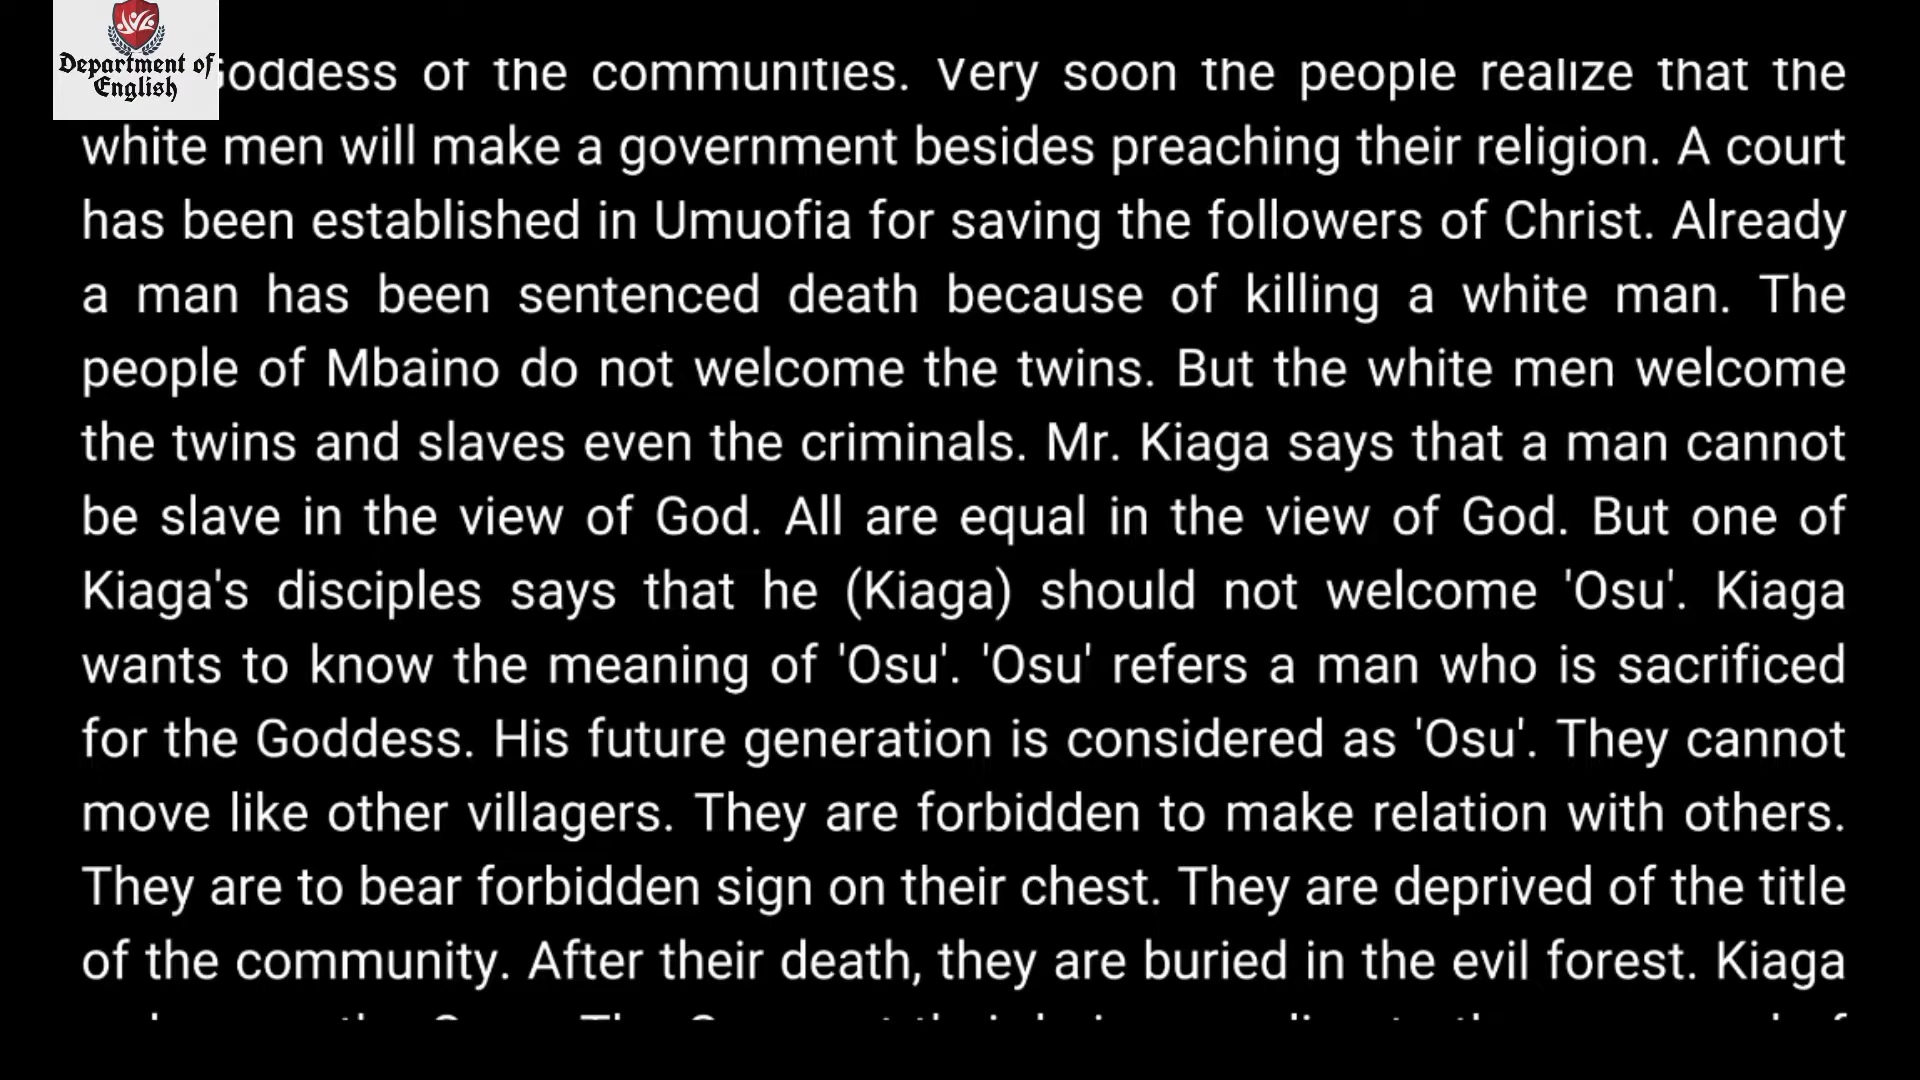 Department of
English
Goddess of the communities. Very soon the people realize that the
white men will make a government besides preaching their religion. A court
has been established in Umuofia for saving the followers of Christ. Already
a man has been sentenced death because of killing a white man. The
people of Mbaino do not welcome the twins. But the white men welcome
the twins and slaves even the criminals. Mr. Kiaga says that a man cannot
be slave in the view of God. All are equal in the view of God. But one of
Kiaga's disciples says that he (Kiaga) should not welcome 'Osu'. Kiaga
wants to know the meaning of 'Osu'. 'Osu' refers a man who is sacrificed
for the Goddess. His future generation is considered as 'Osu'. They cannot
move like other villagers. They are forbidden to make relation with others.
They are to bear forbidden sign on their chest. They are deprived of the title
of the community. After their death, they are buried in the evil forest. Kiaga